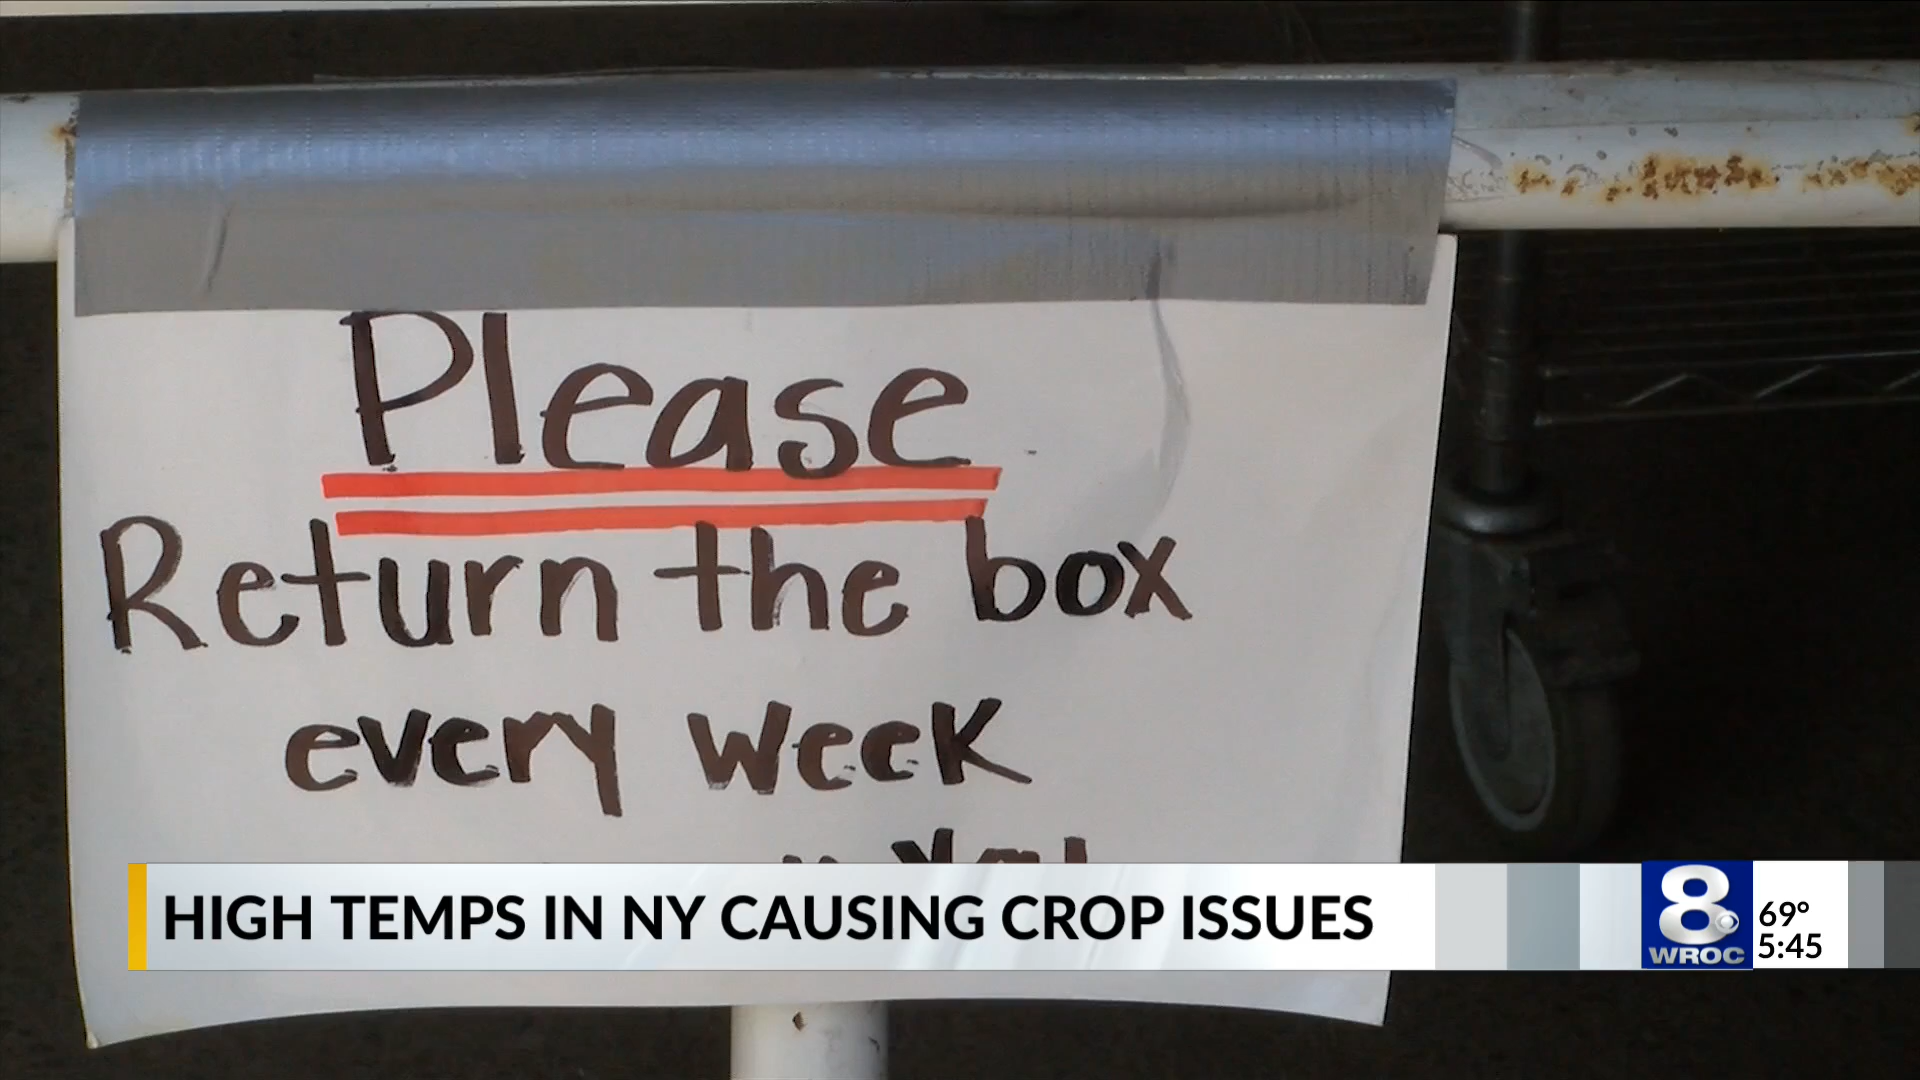 Please
Return the box
every week
HIGH TEMPS IN NY CAUSING CROP ISSUES
8
WROC
69°
5:45